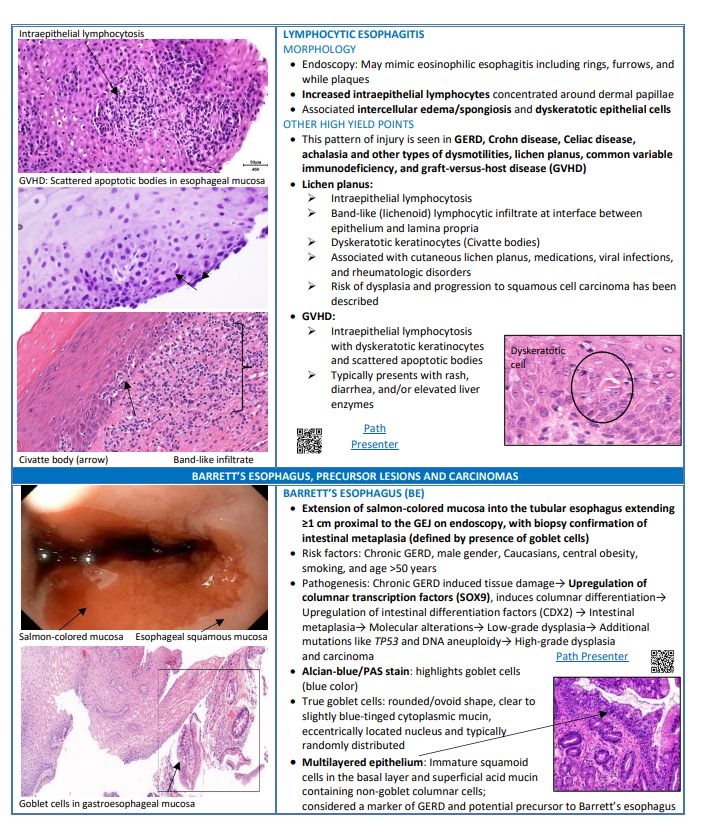 Intraepithelial lymphocytosis
50µm
40X
GVHD: Scattered apoptotic bodies in esophageal mucosa
Civatte body (arrow) Band-like infiltrate
LYMPHOCYTIC ESOPHAGITIS
MORPHOLOGY
• Endoscopy: May mimic eosinophilic esophagitis including rings, furrows, and
while plaques
• Increased intraepithelial lymphocytes concentrated around dermal papillae
• Associated intercellular edema/spongiosis and dyskeratotic epithelial cells
OTHER HIGH YIELD POINTS
• This pattern of injury is seen in GERD, Crohn disease, Celiac disease,
achalasia and other types of dysmotilities, lichen planus, common variable
immunodeficiency, and graft-versus-host disease (GVHD)
• Lichen planus:
➢ Intraepithelial lymphocytosis
➢ Band-like (lichenoid) lymphocytic infiltrate at interface between
epithelium and lamina propria
➢ Dyskeratotic keratinocytes (Civatte bodies)
➢ Associated with cutaneous lichen planus, medications, viral infections,
and rheumatologic disorders
➢ Risk of dysplasia and progression to squamous cell carcinoma has been
described
• GVHD:
➢ Intraepithelial lymphocytosis
with dyskeratotic keratinocytes
and scattered apoptotic bodies
➢ Typically presents with rash,
diarrhea, and/or elevated liver
enzymes
Path
Presenter
Dyskeratotic
cell
BARRETT'S ESOPHAGUS, PRECURSOR LESIONS AND CARCINOMAS
Salmon-colored mucosa Esophageal squamous mucosa
Goblet cells in gastroesophageal mucosa
BARRETT'S ESOPHAGUS (BE)
• Extension of salmon-colored mucosa into the tubular esophagus extending
≥1 cm proximal to the GEJ on endoscopy, with biopsy confirmation of
intestinal metaplasia (defined by presence of goblet cells)
• Risk factors: Chronic GERD, male gender, Caucasians, central obesity,
smoking, and age >50 years
• Pathogenesis: Chronic GERD induced tissue damage→ Upregulation of
columnar transcription factors (SOX9), induces columnar differentiation→
Upregulation of intestinal differentiation factors (CDX2) → Intestinal
metaplasia→ Molecular alterations→ Low-grade dysplasia→ Additional
mutations like TP53 and DNA aneuploidy→ High-grade dysplasia
and carcinoma Path Presenter
• Alcian-blue/PAS stain: highlights goblet cells
(blue color)
• True goblet cells: rounded/ovoid shape, clear to
slightly blue-tinged cytoplasmic mucin,
eccentrically located nucleus and typically
randomly distributed
• Multilayered epithelium: Immature squamoid
cells in the basal layer and superficial acid mucin
containing non-goblet columnar cells;
considered a marker of GERD and potential precursor to Barrett's esophagus